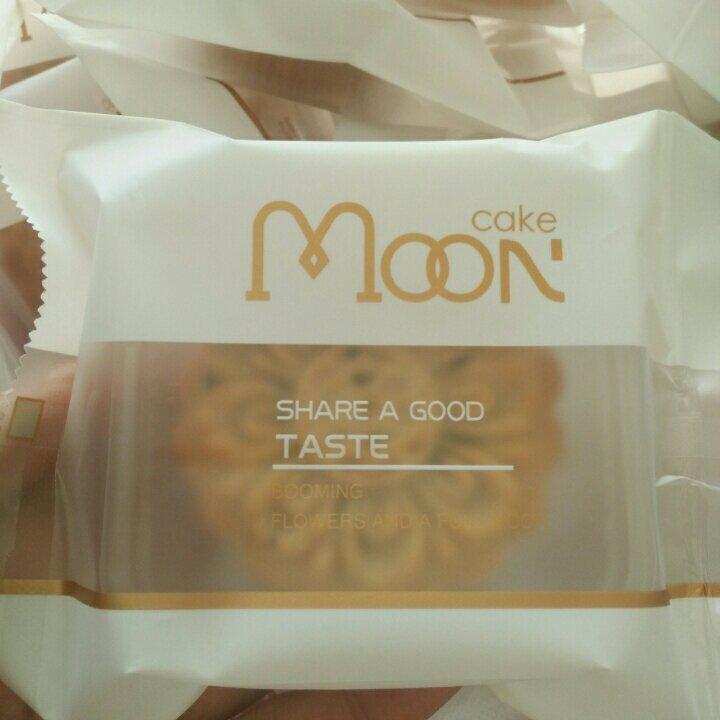 cake
MOON
SHARE A GOOD
TASTE
BOOMING
FLOWERS AND A